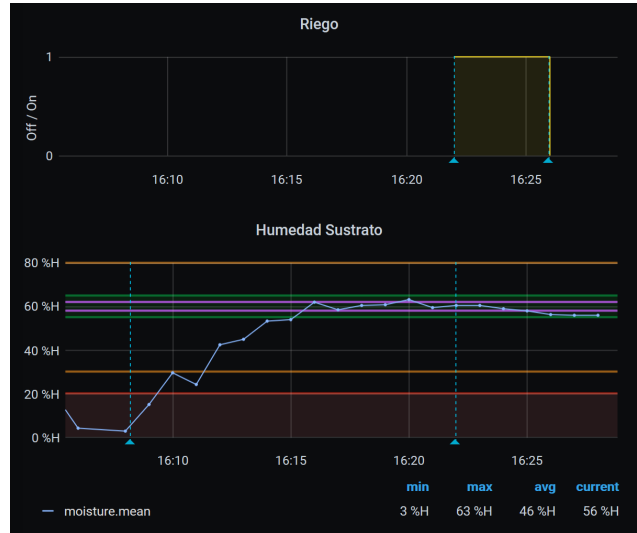 Riego
Off / On
1
0
16:10 16:15 16:20 16:25
Humedad Sustrato
80 %H
60 %H
40 %H
20 %H
0 %H
16:10 16:15 16:20 16:25
min max avg current
moisture.mean 3 %H 63 %H 46 %H 56 %H